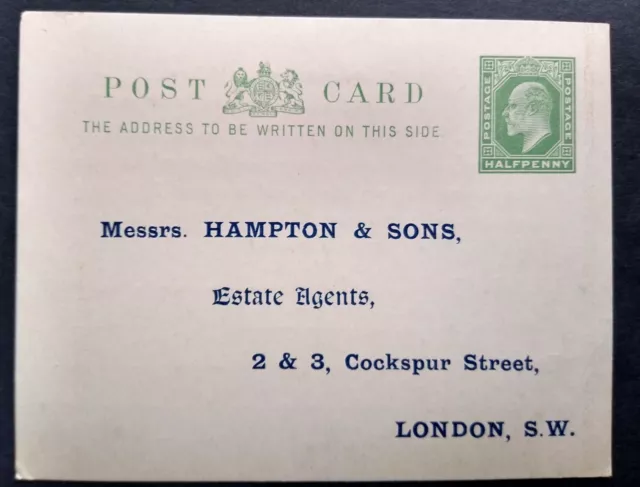 POST CARD
THE ADDRESS TO BE WRITTEN ON THIS SIDE
POSTAGE POSTAGE
HALFPENNY
Messrs. HAMPTON & SONS,
Estate Agents,
2 & 3, Cockspur Street,
LONDON, S.W.